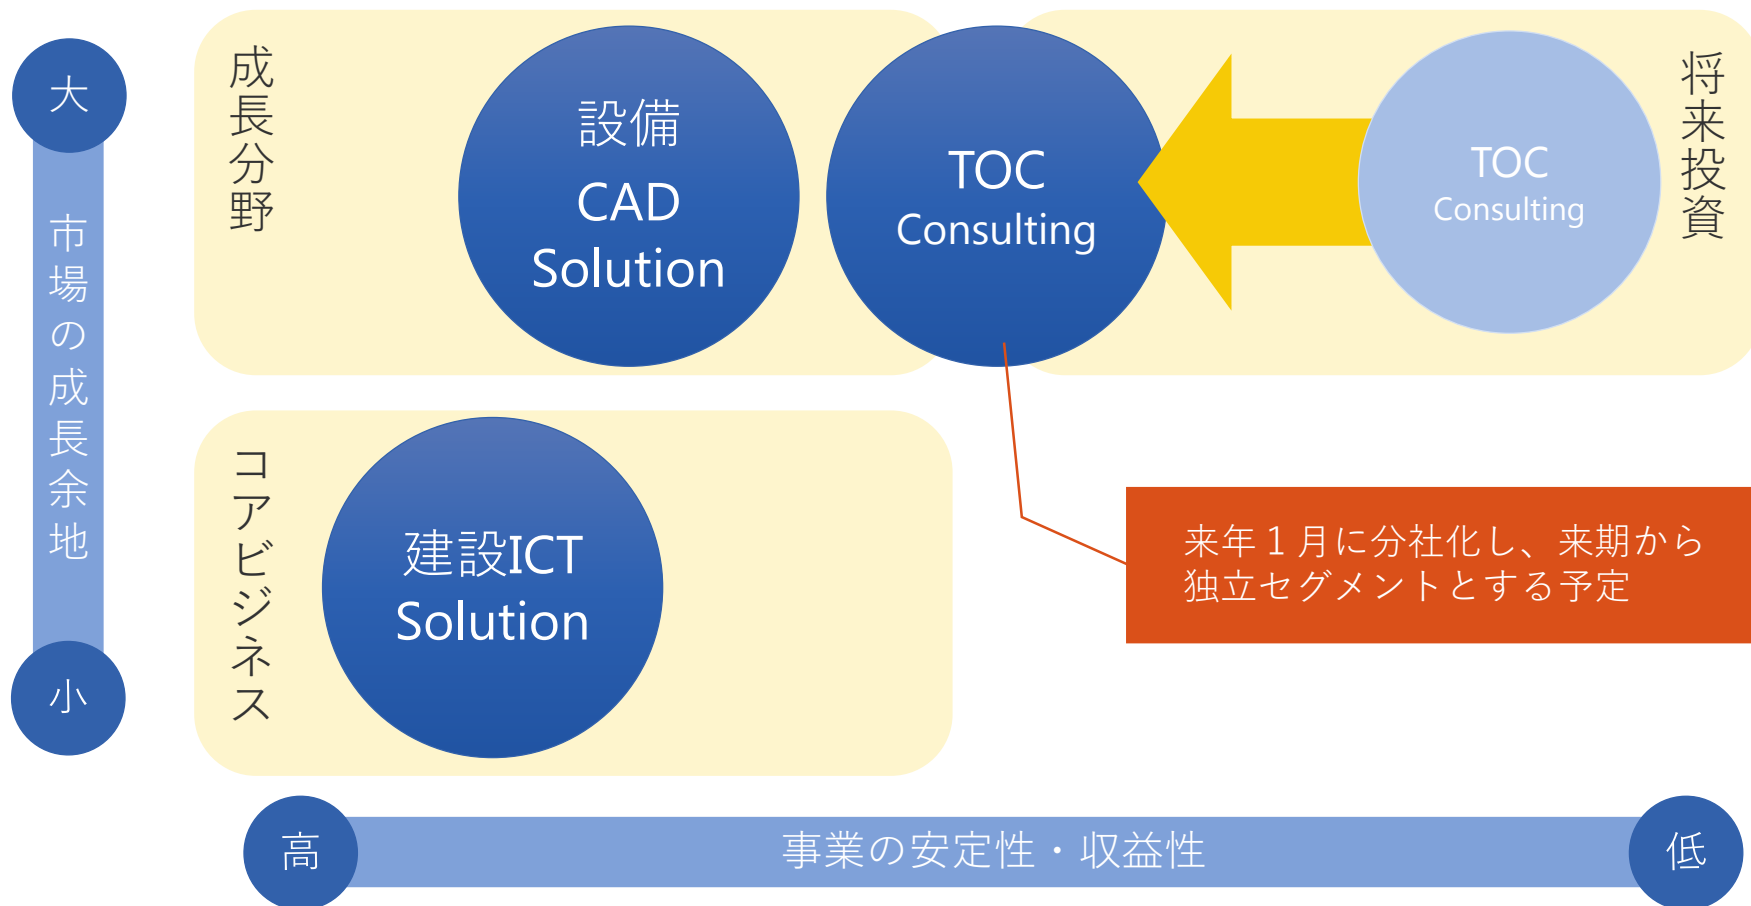 大
市場の成長余地
小
成長分野
設備
CAD
Solution
TOC
Consulting
TOC
Consulting
将来投資
コアビジネス
建設ICT
Solution
来年１月に分社化し、来期から
独立セグメントとする予定
高
事業の安定性・収益性
低